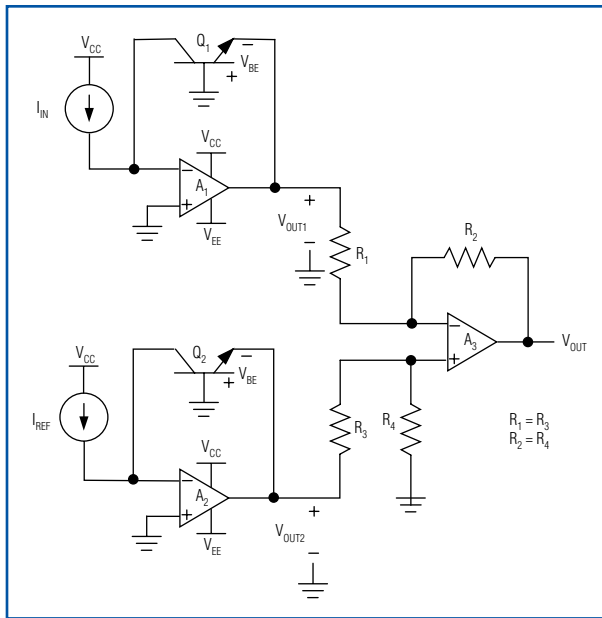 V_CC
Q_1
−
V_BE
+
I_IN
V_CC
−
A_1
+
V_EE
+
V_OUT1
−
R_1
R_2
−
A_3
+
V_OUT
V_CC
Q_2
−
V_BE
+
I_REF
R_3
R_4
R_1 = R_3
R_2 = R_4
V_CC
−
A_2
+
V_EE
+
V_OUT2
−